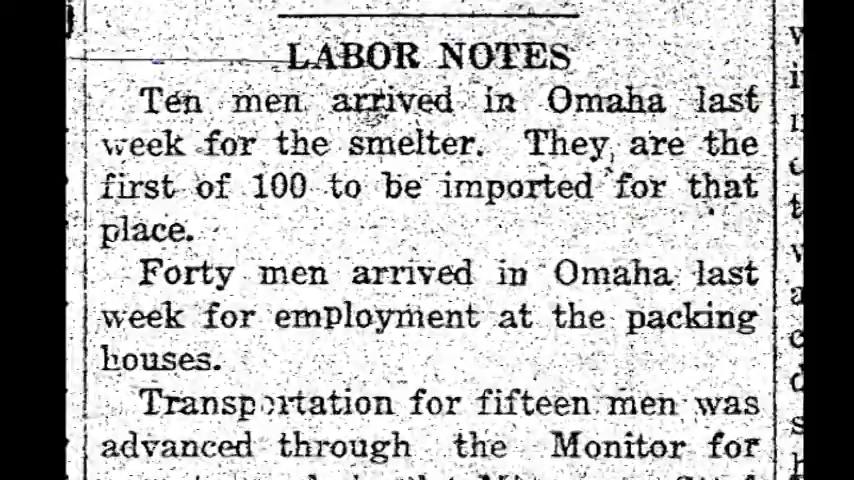 LABOR NOTES
Ten men arrived in Omaha last
week for the smelter. They are the
first of 100 to be imported for that
place.
Forty men arrived in Omaha last
week for employment at the packing
houses.
Transportation for fifteen men was
advanced through the Monitor for